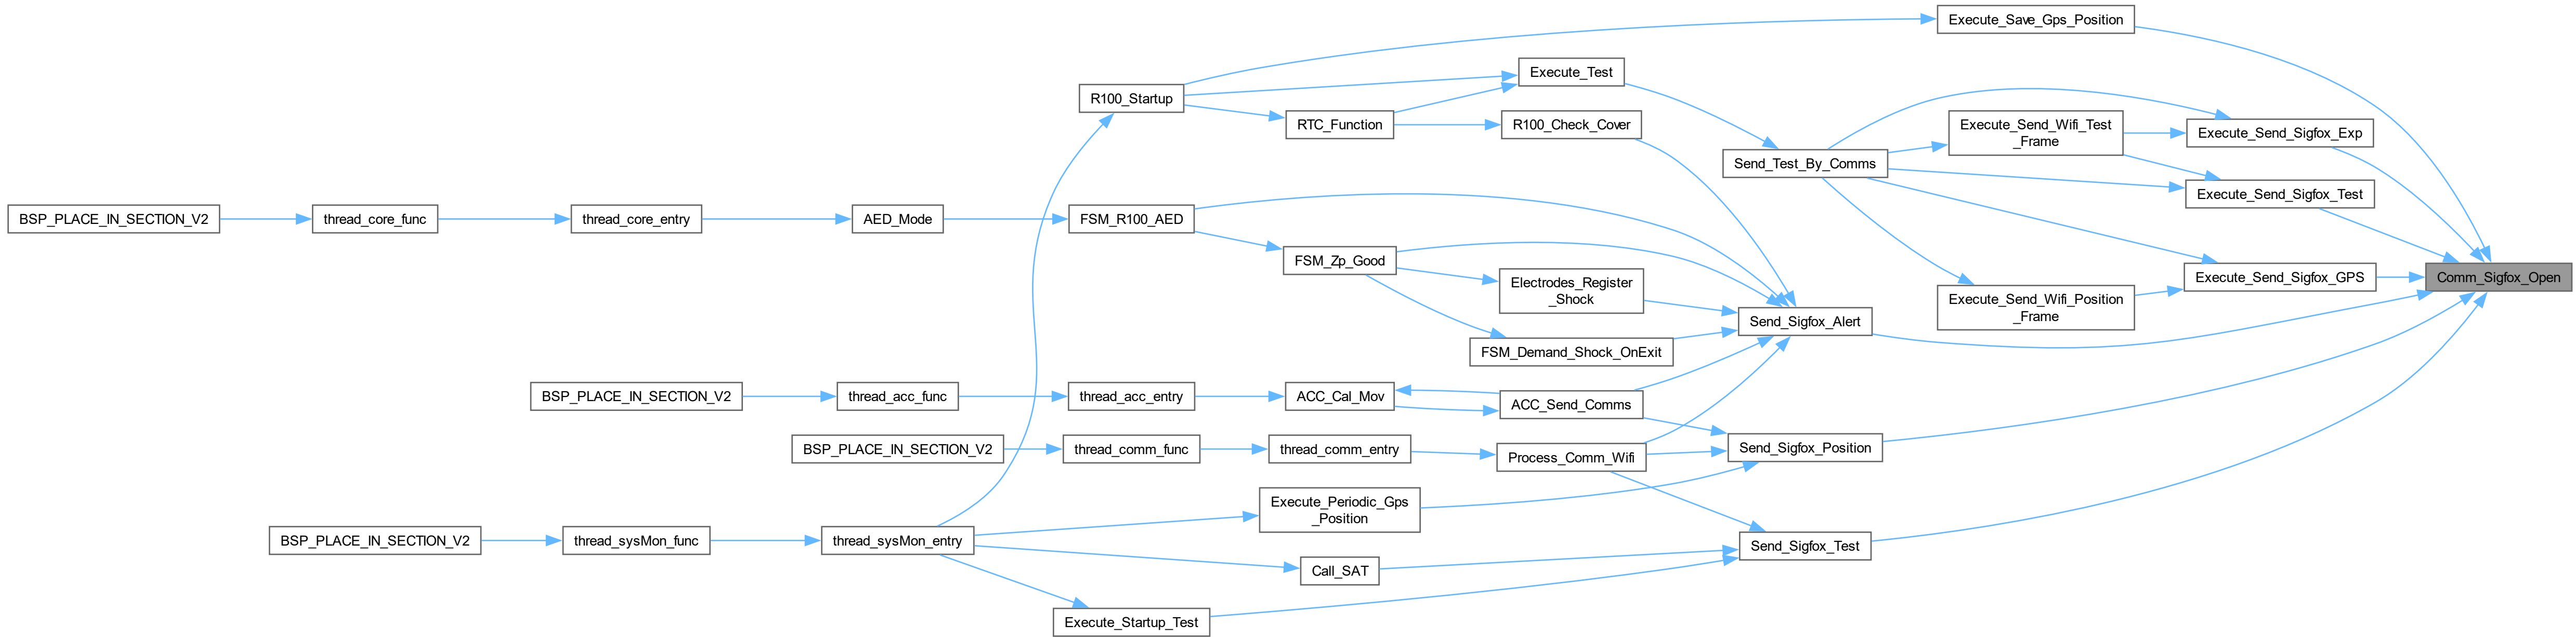 Execute_Save_Gps_Position
Execute_Test
R100_Startup
RTC_Function
R100_Check_Cover
Execute_Send_Wifi_Test
_Frame
Execute_Send_Sigfox_Exp
Send_Test_By_Comms
Execute_Send_Sigfox_Test
BSP_PLACE_IN_SECTION_V2
thread_core_func
thread_core_entry
AED_Mode
FSM_R100_AED
FSM_Zp_Good
Electrodes_Register
_Shock
Execute_Send_Sigfox_GPS
Comm_Sigfox_Open
Execute_Send_Wifi_Position
_Frame
Send_Sigfox_Alert
FSM_Demand_Shock_OnExit
BSP_PLACE_IN_SECTION_V2
thread_acc_func
thread_acc_entry
ACC_Cal_Mov
ACC_Send_Comms
BSP_PLACE_IN_SECTION_V2
thread_comm_func
thread_comm_entry
Process_Comm_Wifi
Send_Sigfox_Position
Execute_Periodic_Gps
_Position
BSP_PLACE_IN_SECTION_V2
thread_sysMon_func
thread_sysMon_entry
Send_Sigfox_Test
Call_SAT
Execute_Startup_Test